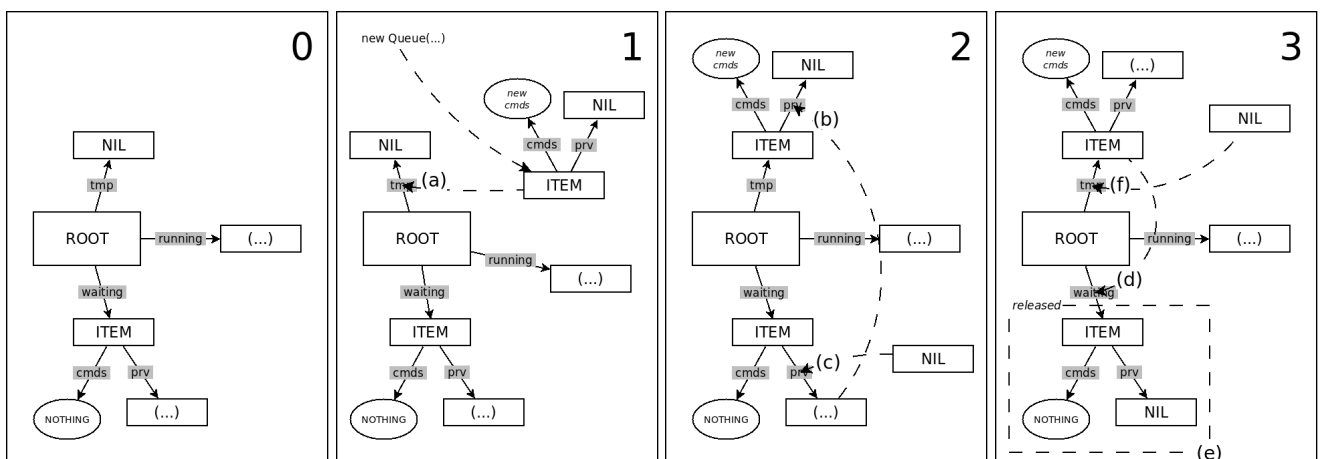 0
NIL
tmp
ROOT
running
(...)
waiting
ITEM
cmds
prv
NOTHING
(...)
1
new Queue(...)
new
cmds
NIL
cmds
prv
ITEM
NIL
tmp
(a)
ROOT
running
(...)
waiting
ITEM
cmds
prv
NOTHING
(...)
2
new
cmds
NIL
cmds
prv
(b)
ITEM
tmp
ROOT
running
(...)
waiting
ITEM
NIL
cmds
prv
(c)
NOTHING
(...)
3
new
cmds
(...)
cmds
prv
NIL
ITEM
tmp
(f)
ROOT
running
(...)
waiting
(d)
released
ITEM
cmds
prv
NOTHING
NIL
(e)